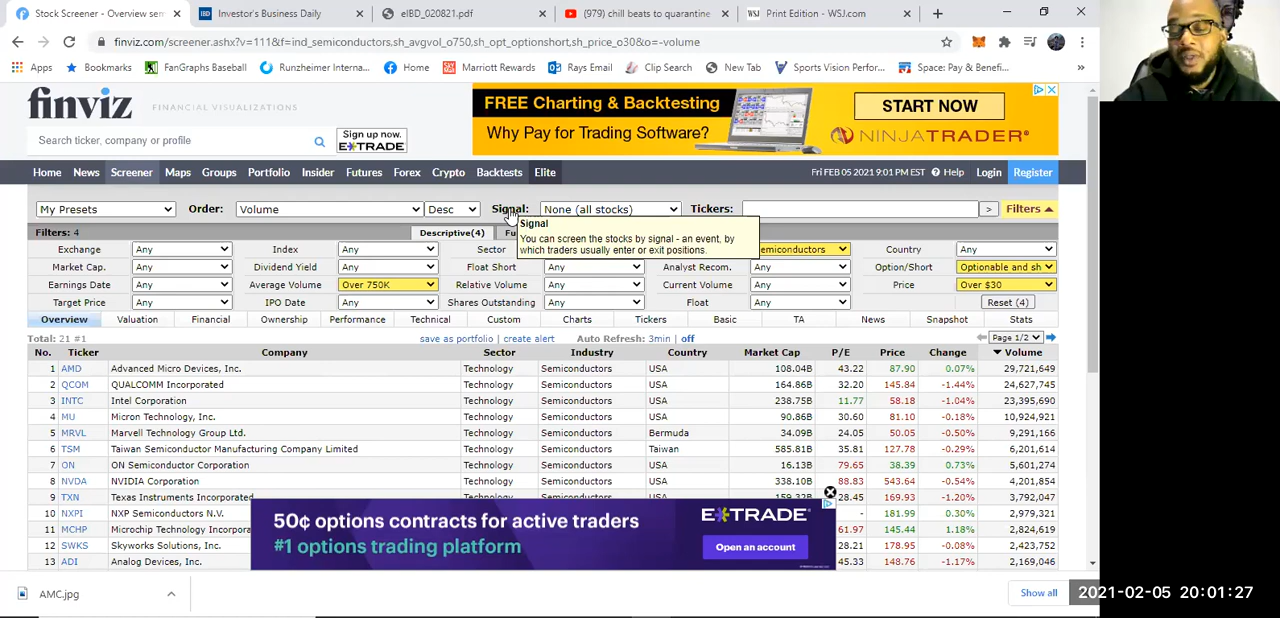 Stock Screener - Overview sem
Investor's Business Daily
eIBD_020821.pdf
(979) chill beats to quarantine
WSJ Print Edition - WSJ.com
finviz.com/screener.ashx?v=111&f=ind_semiconductors,sh_avgvol_o750,sh_opt_optionshort,sh_price_o30&o=-volume
Apps Bookmarks FanGraphs Baseball Runzheimer Interna... Home Marriott Rewards Rays Email Clip Search New Tab Sports Vision Perfor... Space: Pay & Benefi...
finviz FINANCIAL VISUALIZATIONS
FREE Charting & Backtesting
Why Pay for Trading Software?
START NOW
NINJATRADER®
Search ticker, company or profile
Sign up now.
E*TRADE
Home News Screener Maps Groups Portfolio Insider Futures Forex Crypto Backtests Elite Fri FEB 05 2021 9:01 PM EST Help Login Register
My Presets Order: Volume Desc Signal: None (all stocks) Tickers: > Filters
Signal
You can screen the stocks by signal - an event, by
which traders usually enter or exit positions.
Filters: 4 Descriptive(4) Fu
Exchange Any Index Any Sector emiconductors Country Any
Market Cap. Any Dividend Yield Any Float Short Any Analyst Recom. Any Option/Short Optionable and sh
Earnings Date Any Average Volume Over 750K Relative Volume Any Current Volume Any Price Over $30
Target Price Any IPO Date Any Shares Outstanding Any Float Any Reset (4)
Overview Valuation Financial Ownership Performance Technical Custom Charts Tickers Basic TA News Snapshot Stats
Total: 21 #1 save as portfolio | create alert Auto Refresh: 3min | off Page 1/2
No. Ticker Company Sector Industry Country Market Cap P/E Price Change Volume
1 AMD Advanced Micro Devices, Inc. Technology Semiconductors USA 108.04B 43.22 87.90 0.07% 29,721,649
2 QCOM QUALCOMM Incorporated Technology Semiconductors USA 164.86B 32.20 145.84 -1.44% 24,627,745
3 INTC Intel Corporation Technology Semiconductors USA 238.75B 11.77 58.18 -1.04% 23,395,690
4 MU Micron Technology, Inc. Technology Semiconductors USA 90.86B 30.60 81.10 -0.18% 10,924,921
5 MRVL Marvell Technology Group Ltd. Technology Semiconductors Bermuda 34.09B 24.05 50.05 -0.50% 9,291,166
6 TSM Taiwan Semiconductor Manufacturing Company Limited Technology Semiconductors Taiwan 585.81B 35.81 127.78 -0.29% 6,201,614
7 ON ON Semiconductor Corporation Technology Semiconductors USA 16.13B 79.65 38.39 0.73% 5,601,274
8 NVDA NVIDIA Corporation Technology Semiconductors USA 338.10B 88.83 543.64 -0.54% 4,201,854
9 TXN Texas Instruments Incorporated Technology Semiconductors USA 159.32B 28.45 169.93 -1.20% 3,792,047
10 NXPI NXP Semiconductors N.V. - 181.99 0.30% 2,979,321
11 MCHP Microchip Technology Incorpora 61.97 145.44 1.18% 2,824,619
12 SWKS Skyworks Solutions, Inc. 28.21 178.95 -0.08% 2,423,752
13 ADI Analog Devices, Inc. 45.33 148.76 -1.17% 2,169,046
50¢ options contracts for active traders
#1 options trading platform
E*TRADE®
Open an account
AMC.jpg
Show all
2021-02-05 20:01:27